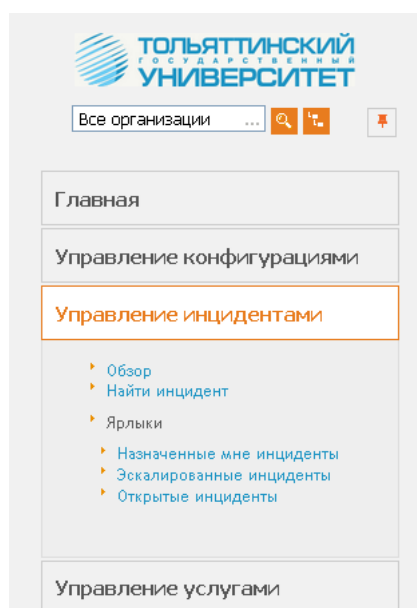 ТОЛЬЯТТИНСКИЙ
ГОСУДАРСТВЕННЫЙ
УНИВЕРСИТЕТ
Все организации ...
Главная
Управление конфигурациями
Управление инцидентами
Обзор
Найти инцидент
Ярлыки
Назначенные мне инциденты
Эскалированные инциденты
Открытые инциденты
Управление услугами